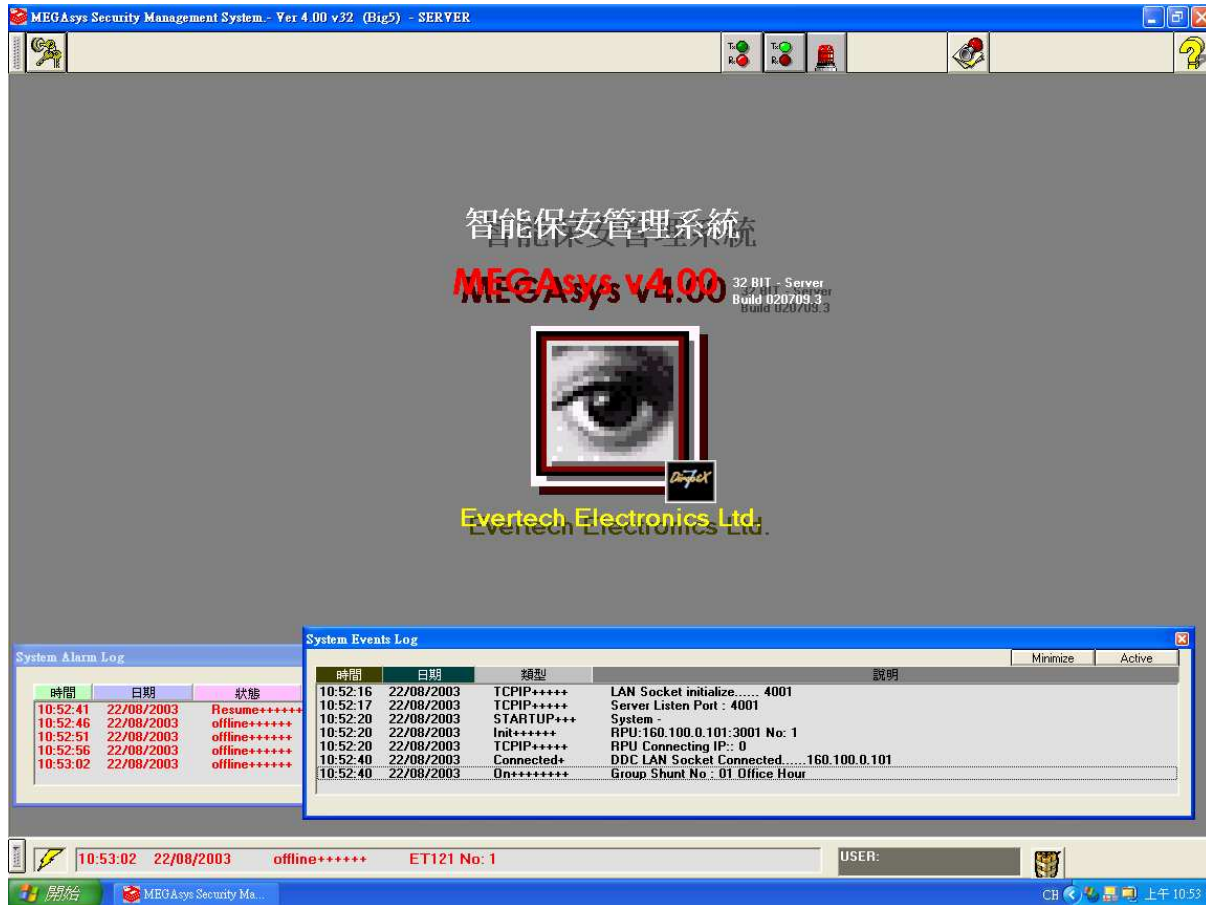 MEGAsys Security Management System.- Ver 4.00 v32 (Big5) - SERVER
Tx
Rx
Tx
Rx
智能保安管理系統
MEGAsys v4.00
32 BIT - Server
Build 020709.3
Evertech Electronics Ltd.
System Alarm Log
時間 日期 狀態
10:52:41 22/08/2003 Resume++++++
10:52:46 22/08/2003 offline++++++
10:52:51 22/08/2003 offline++++++
10:52:56 22/08/2003 offline++++++
10:53:02 22/08/2003 offline++++++
System Events Log
Minimize Active
時間 日期 類型 說明
10:52:16 22/08/2003 TCPIP+++++ LAN Socket initialize...... 4001
10:52:17 22/08/2003 TCPIP+++++ Server Listen Port : 4001
10:52:20 22/08/2003 STARTUP+++ System -
10:52:20 22/08/2003 Init++++++ RPU:160.100.0.101:3001 No: 1
10:52:20 22/08/2003 TCPIP+++++ RPU Connecting IP:: 0
10:52:40 22/08/2003 Connected+ DDC LAN Socket Connected......160.100.0.101
10:52:40 22/08/2003 On++++++++ Group Shunt No : 01 Office Hour
10:53:02 22/08/2003 offline++++++ ET121 No: 1
USER:
開始 MEGAsys Security Ma... CH 上午 10:53